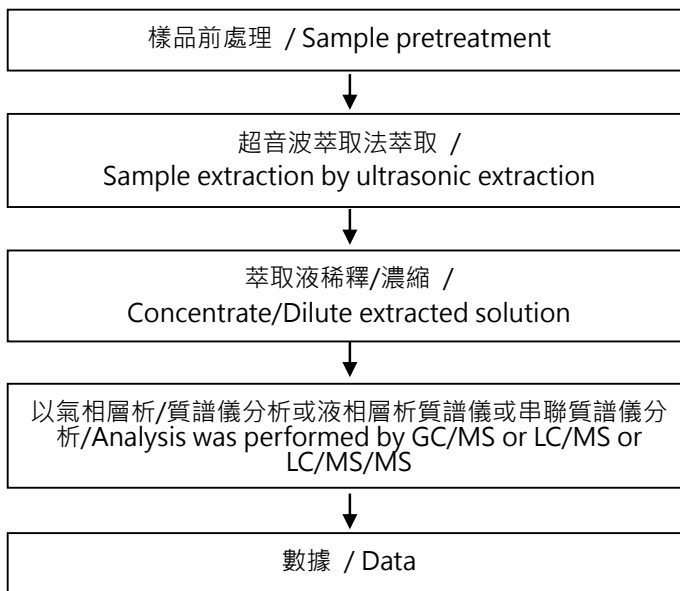 樣品前處理 / Sample pretreatment
超音波萃取法萃取 /
Sample extraction by ultrasonic extraction
萃取液稀釋/濃縮 /
Concentrate/Dilute extracted solution
以氣相層析/質譜儀分析或液相層析質譜儀或串聯質譜儀分
析/Analysis was performed by GC/MS or LC/MS or
LC/MS/MS
數據 / Data